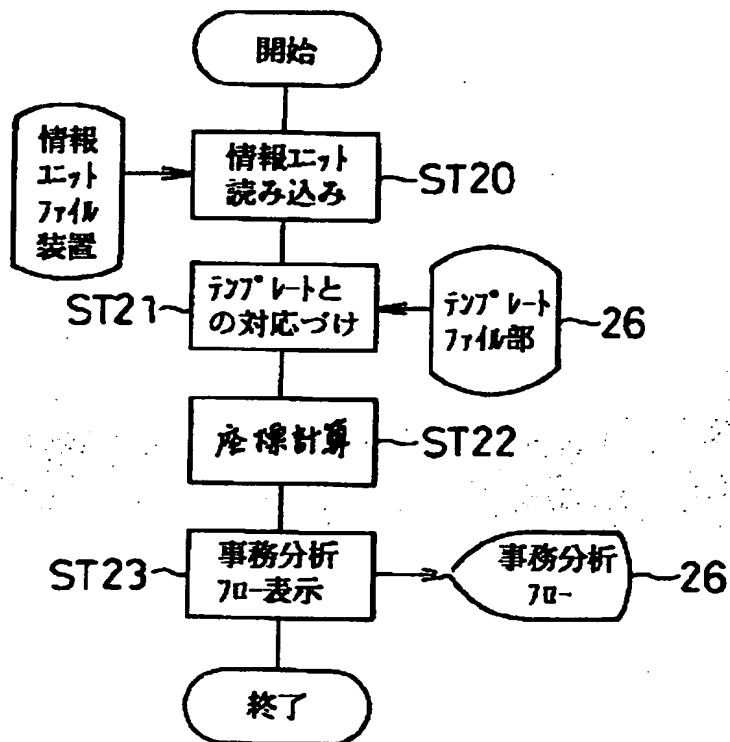 開始
情報
ユニット
ファイル
装置
情報ユニット
読み込み
ST20
ST21
テンプレートと
の対応づけ
テンプレート
ファイル部
26
座標計算
ST22
ST23
事務分析
フロー表示
事務分析
フロー
26
終了